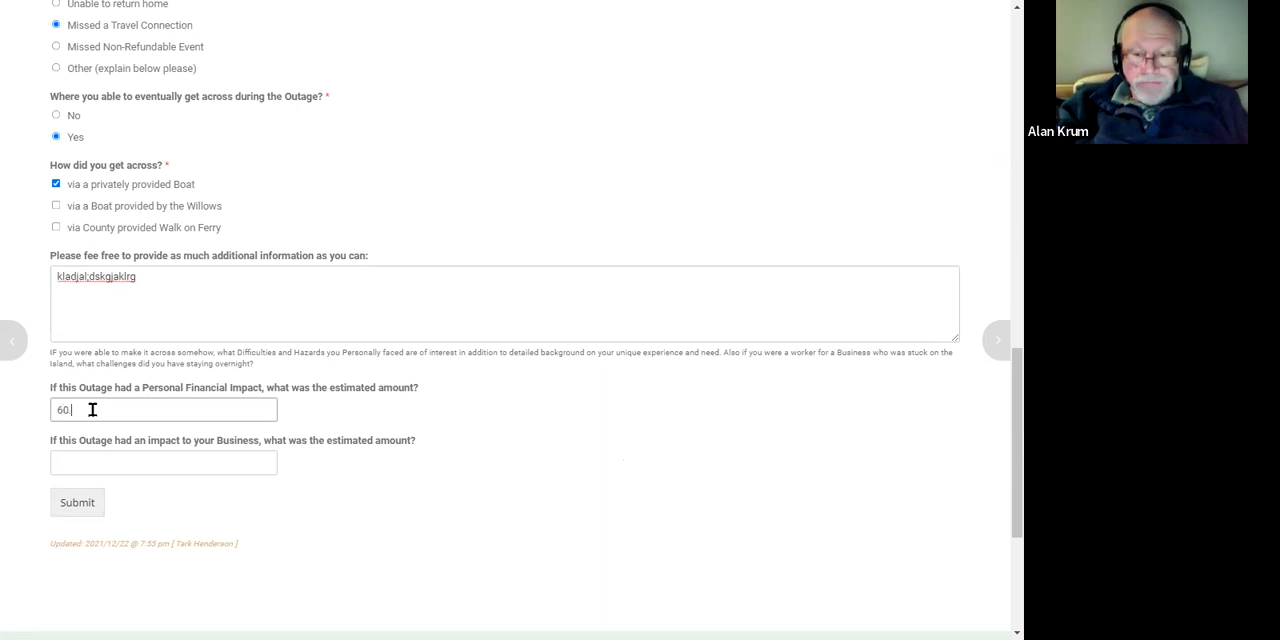 Unable to return home
Missed a Travel Connection
Missed Non-Refundable Event
Other (explain below please)
Where you able to eventually get across during the Outage? *
No
Yes
How did you get across? *
via a privately provided Boat
via a Boat provided by the Willows
via County provided Walk on Ferry
Please fee free to provide as much additional information as you can:
kladjal;dskgjaklrg
IF you were able to make it across somehow, what Difficulties and Hazards you Personally faced are of interest in addition to detailed background on your unique experience and need. Also if you were a worker for a Business who was stuck on the
Island, what challenges did you have staying overnight?
If this Outage had a Personal Financial Impact, what was the estimated amount?
60.
If this Outage had an impact to your Business, what was the estimated amount?
Submit
Updated: 2021/12/22 @ 7:55 pm [ Tark Henderson ]
Alan Krum